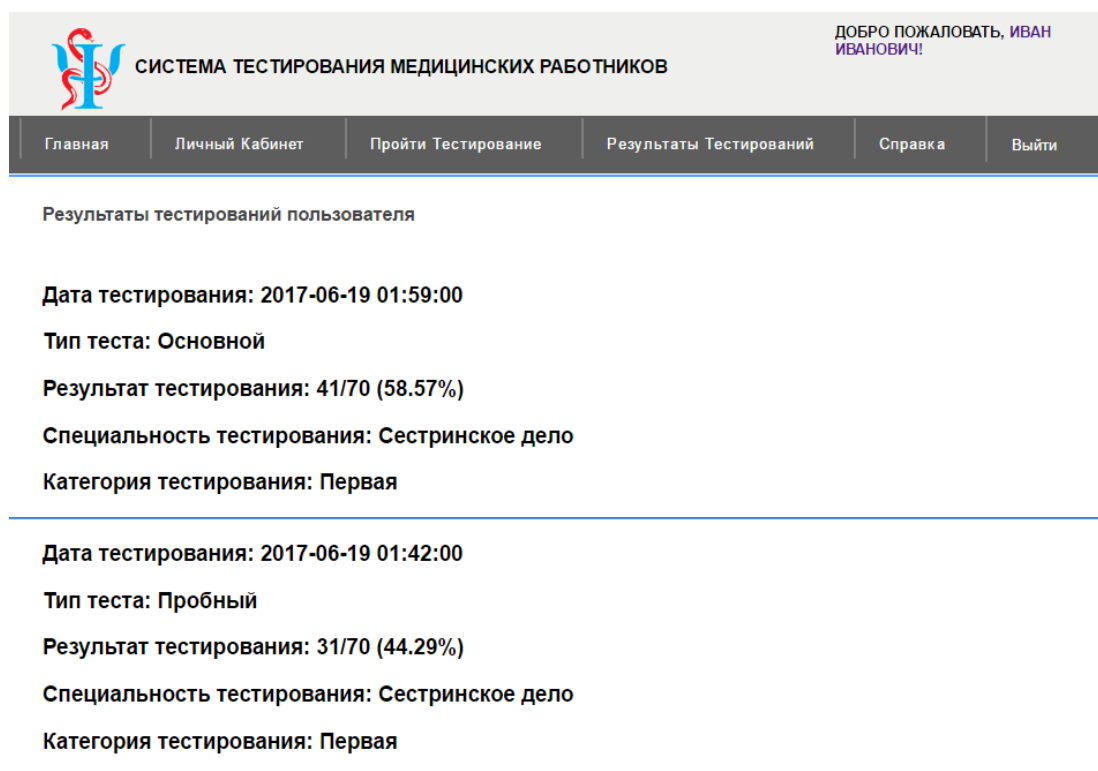 СИСТЕМА ТЕСТИРОВАНИЯ МЕДИЦИНСКИХ РАБОТНИКОВ
ДОБРО ПОЖАЛОВАТЬ, ИВАН
ИВАНОВИЧ!
Главная Личный Кабинет Пройти Тестирование Результаты Тестирований Справка Выйти
Результаты тестирований пользователя
Дата тестирования: 2017-06-19 01:59:00
Тип теста: Основной
Результат тестирования: 41/70 (58.57%)
Специальность тестирования: Сестринское дело
Категория тестирования: Первая
Дата тестирования: 2017-06-19 01:42:00
Тип теста: Пробный
Результат тестирования: 31/70 (44.29%)
Специальность тестирования: Сестринское дело
Категория тестирования: Первая